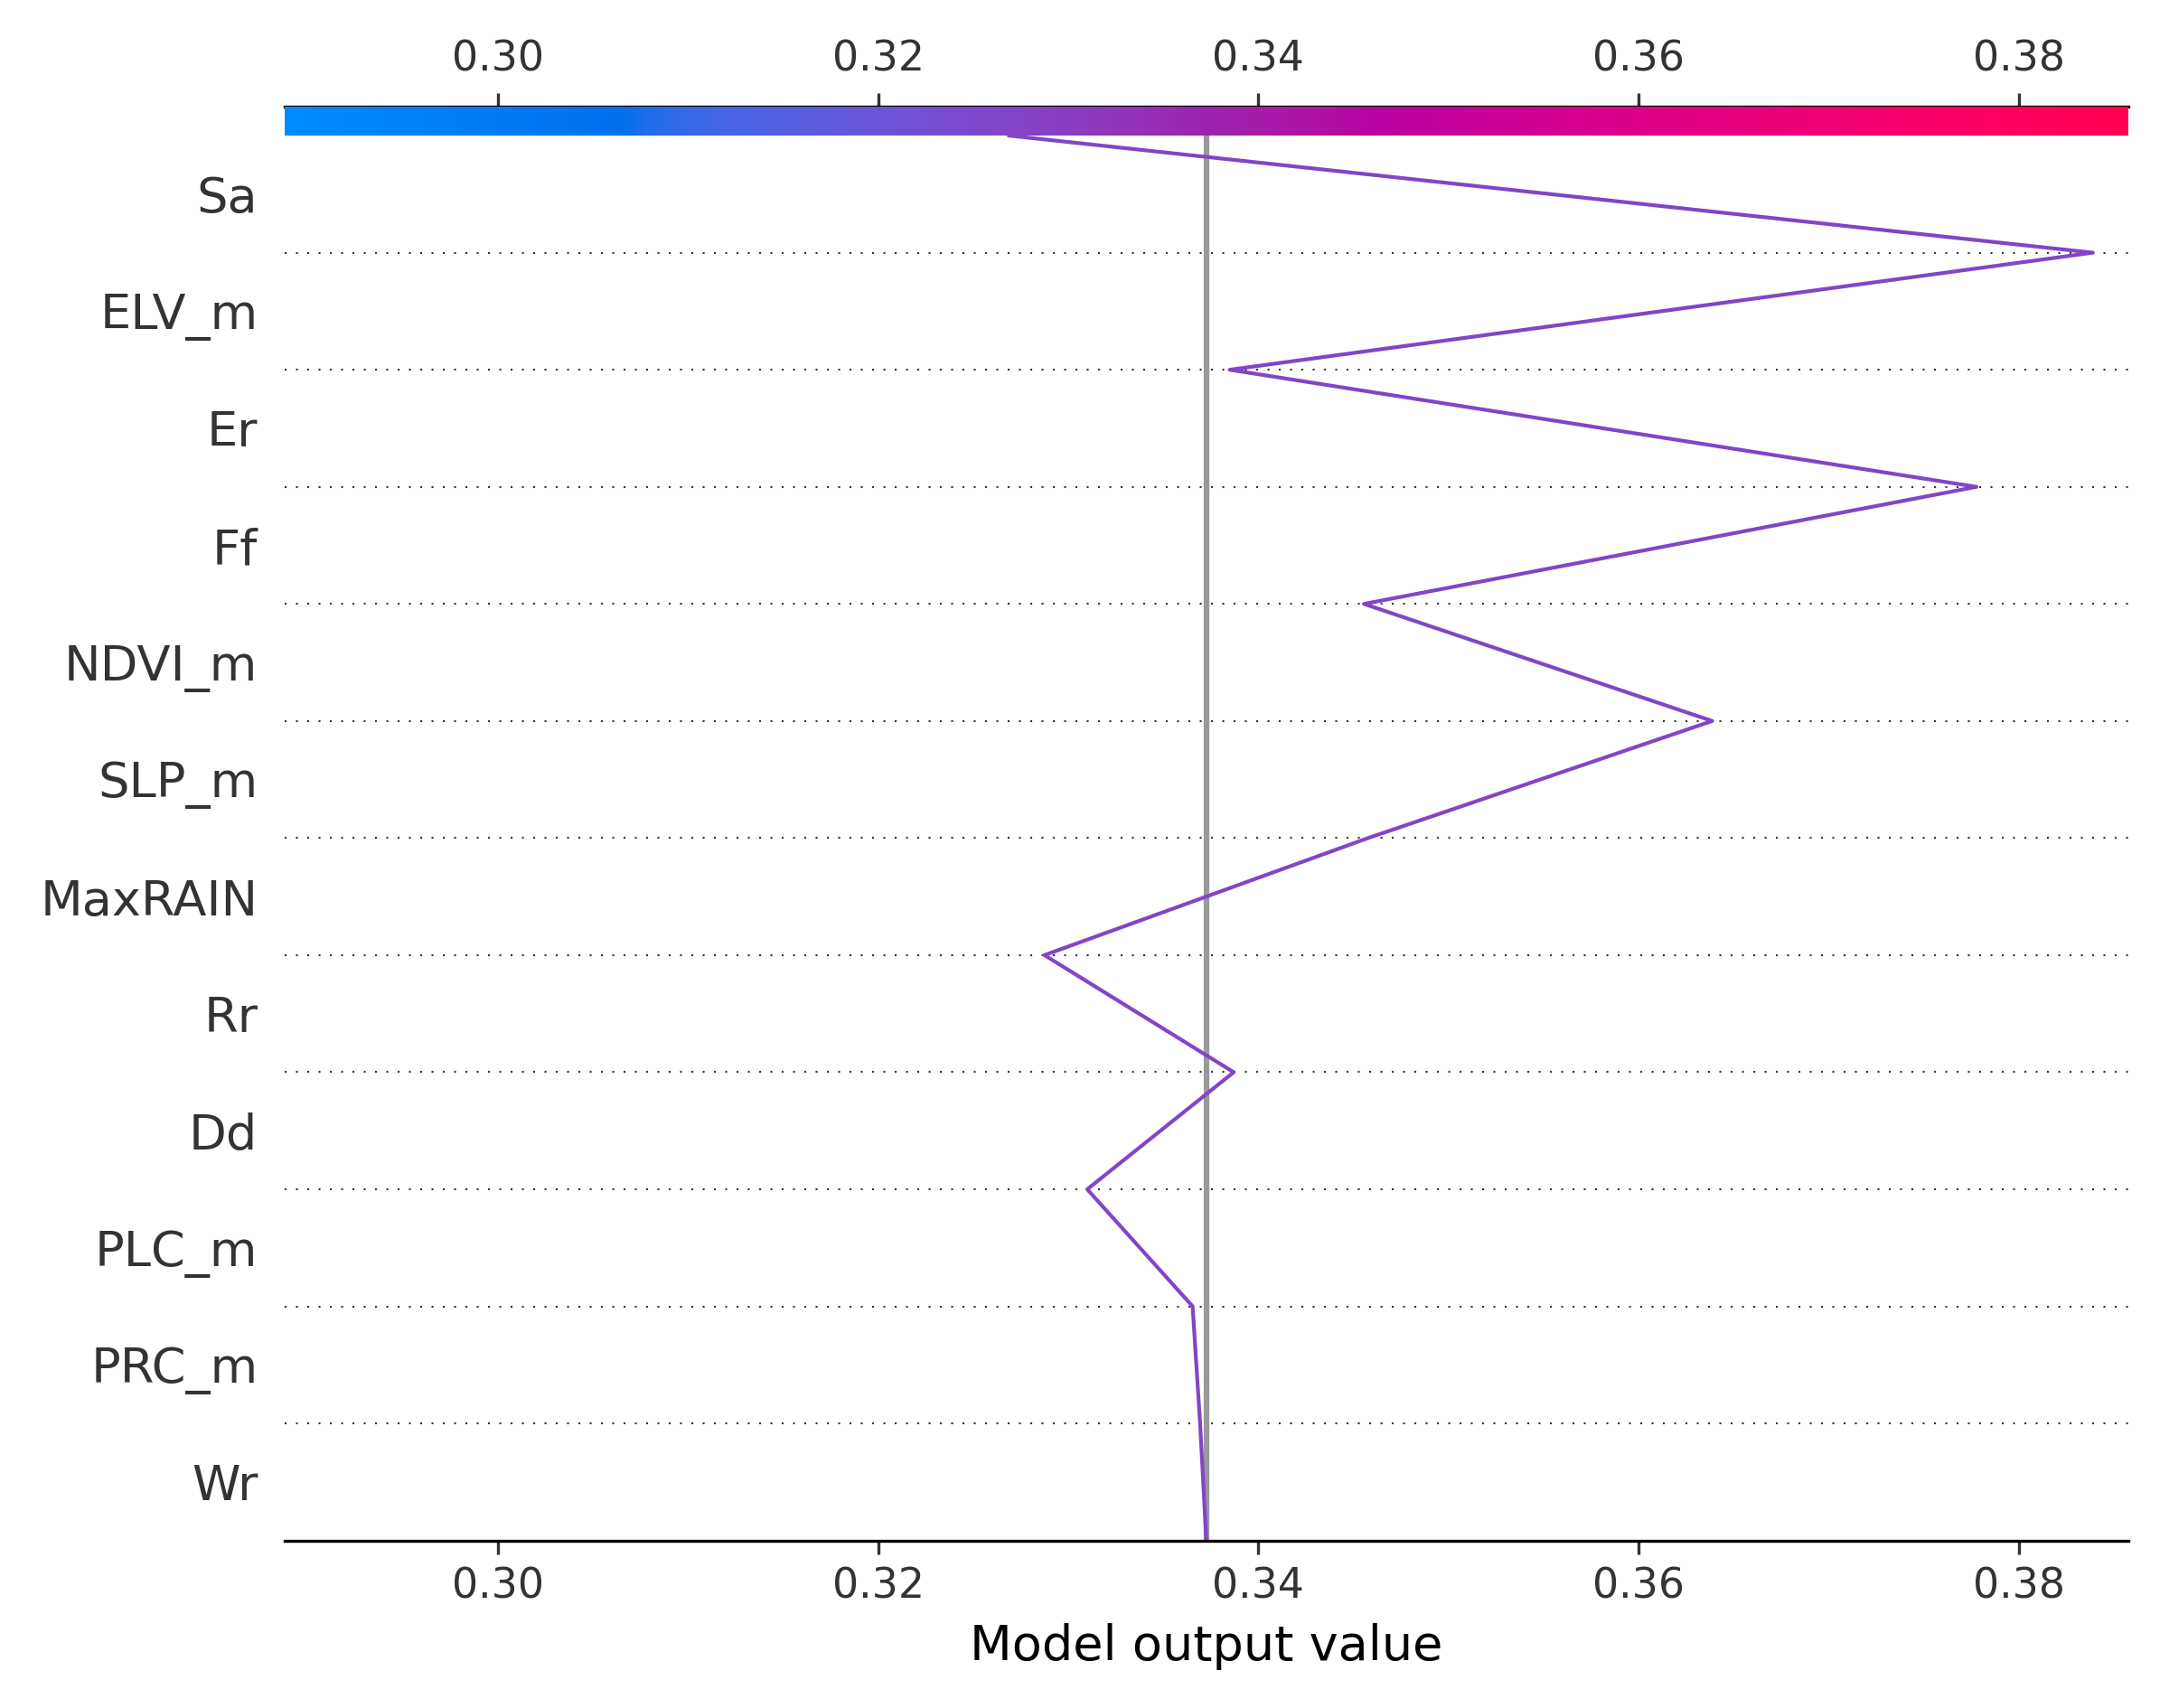 0.30 0.32 0.34 0.36 0.38
Sa
ELV_m
Er
Ff
NDVI_m
SLP_m
MaxRAIN
Rr
Dd
PLC_m
PRC_m
Wr
0.30 0.32 0.34 0.36 0.38
Model output value